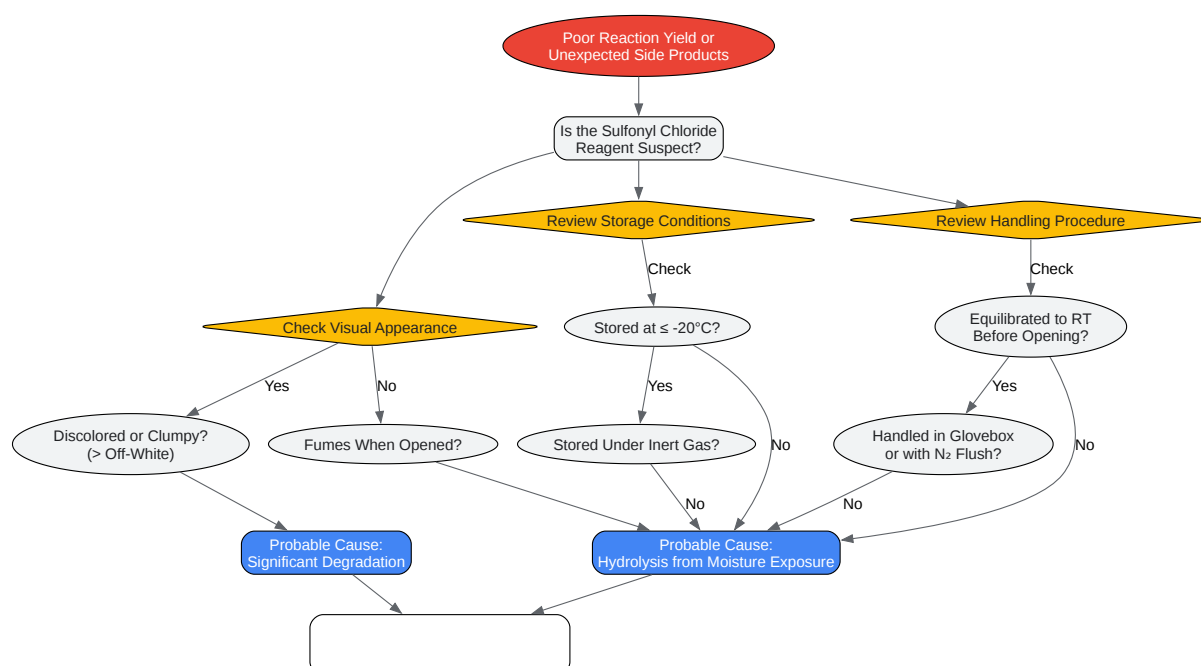 Poor Reaction Yield or
Unexpected Side Products
Is the Sulfonyl Chloride
Reagent Suspect?
Review Storage Conditions
Review Handling Procedure
Check
Check
Check Visual Appearance
Stored at ≤ -20°C?
Equilibrated to RT
Before Opening?
Yes
No
Yes
Yes
Discolored or Clumpy?
(> Off-White)
Fumes When Opened?
Stored Under Inert Gas?
No
Handled in Glovebox
or with N₂ Flush?
No
No
No
Probable Cause:
Significant Degradation
Probable Cause:
Hydrolysis from Moisture Exposure